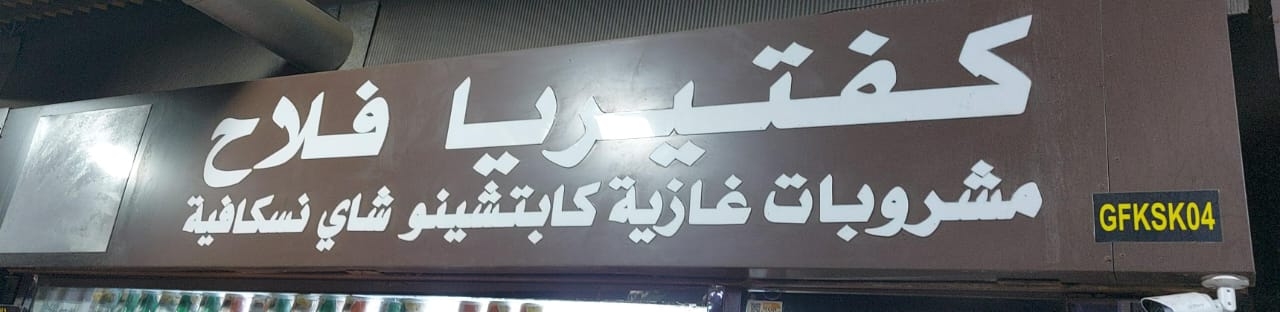 كفتيريا فلاح
مشروبات غازية كابتشينو شاي نسكافية
GFKSK04